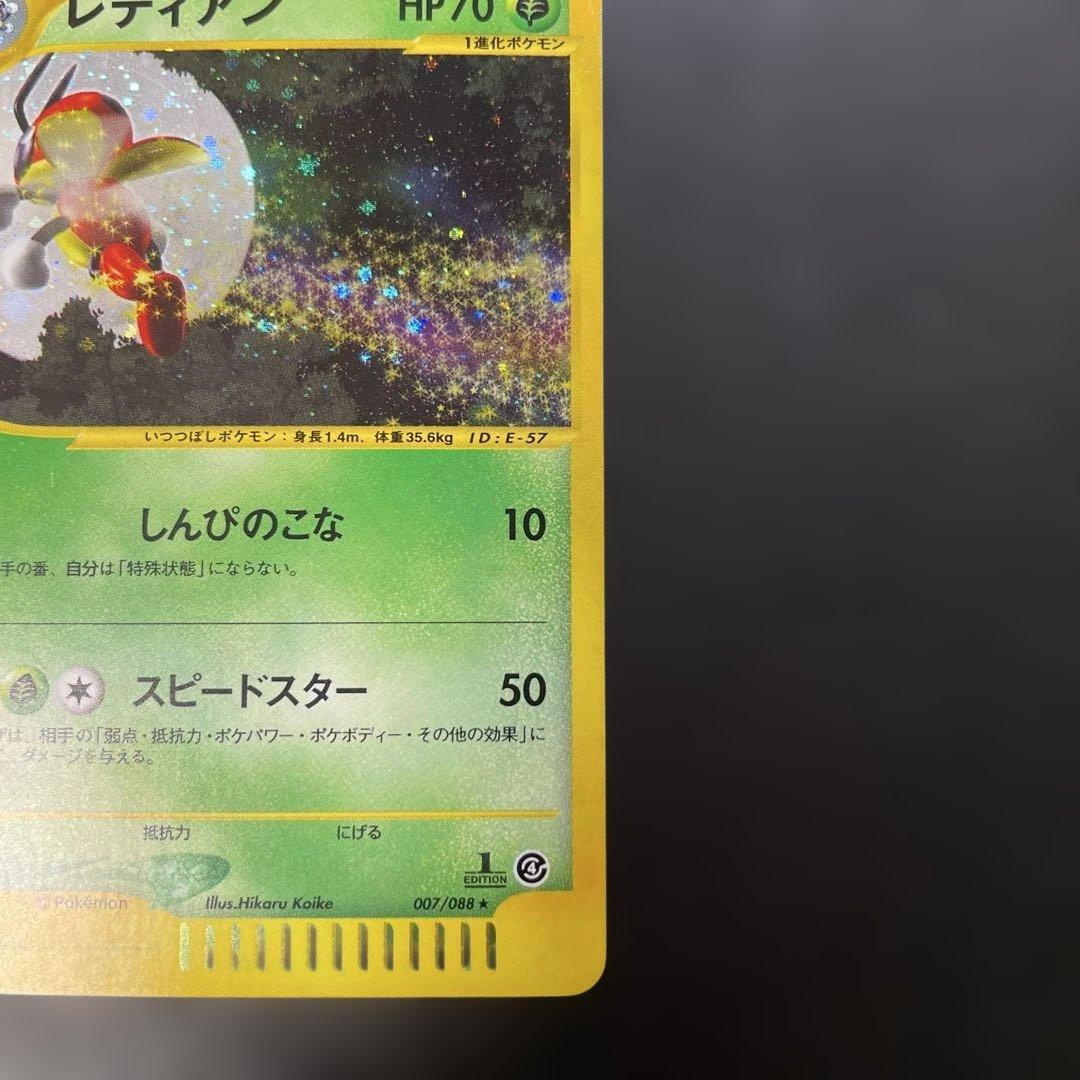 レディアン HP70
1進化ポケモン
いつつぼしポケモン：身長1.4m、体重35.6kg ID:E-57
しんぴのこな 10
手の番、自分は「特殊状態」にならない。
スピードスター 50
は、相手の「弱点・抵抗力・ポケパワー・ポケボディー・その他の効果」に
ダメージを与える。
抵抗力 にげる
1
EDITION 4
Pokémon Illus.Hikaru Koike 007/088★